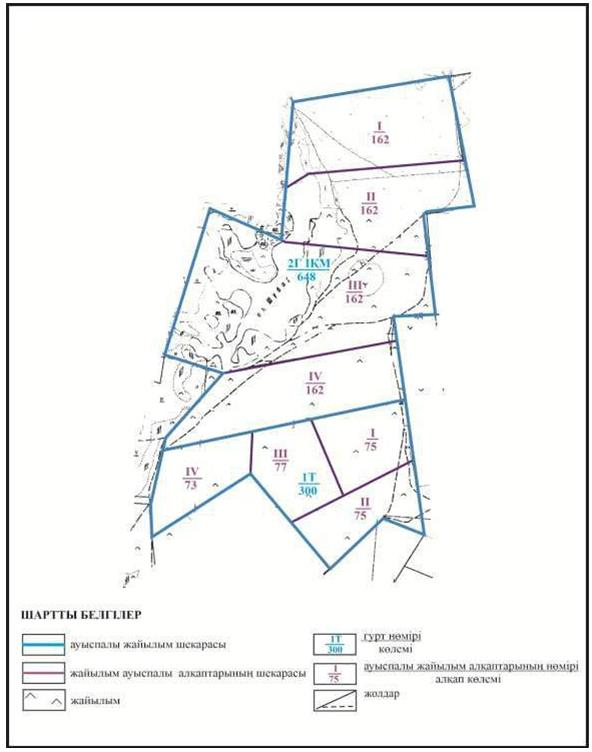 I
162
II
162
2Г 1КМ
648
III
162
IV
162
I
75
III
77
1Т
300
IV
73
II
75
ШАРТТЫ БЕЛГІЛЕР
ауыспалы жайылым шекарасы
1Т
300
гурт нөмірі
көлемі
жайылым ауыспалы алқаптарының шекарасы
I
75
ауыспалы жайылым алқаптарының нөмірі
алқап көлемі
жайылым
жолдар